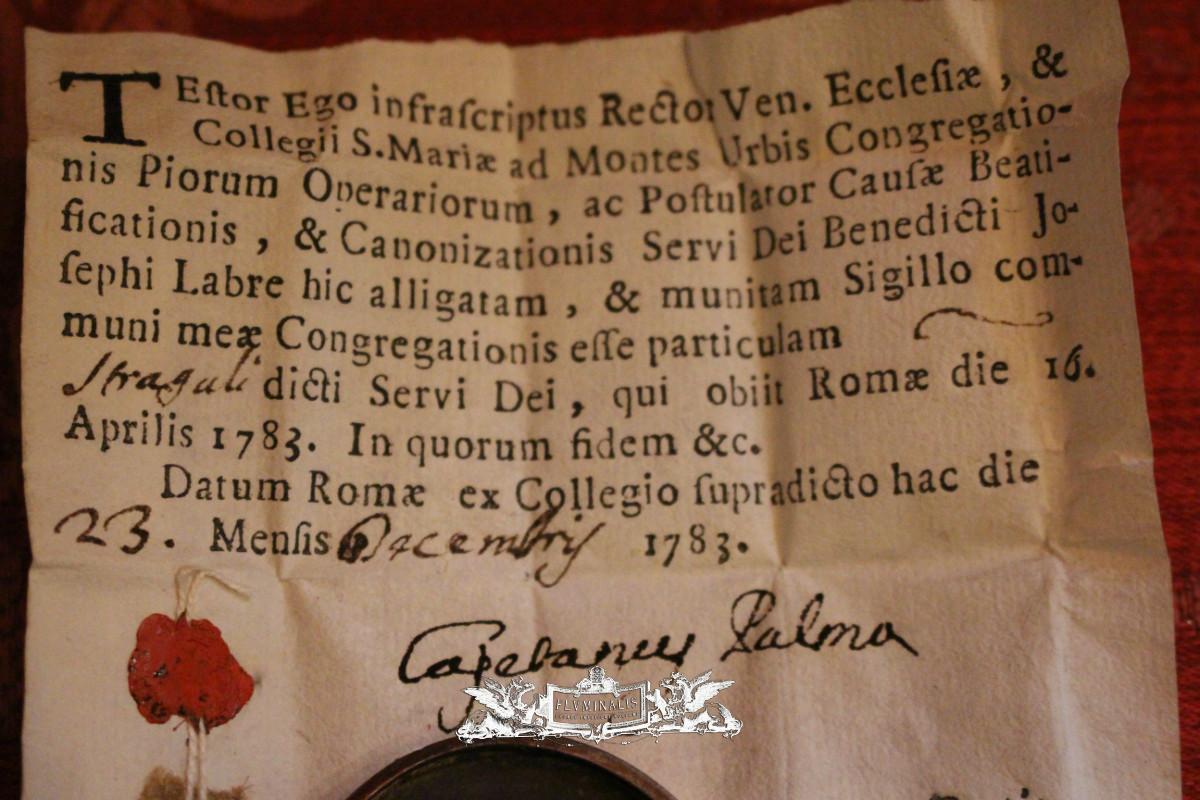 TEſtor Ego infraſcriptus Rector Ven. Eccleſiæ , &
Collegii S. Mariæ ad Montes Urbis Congregatio-
nis Piorum Operariorum , ac Poſtulator Cauſæ Beati-
ficationis , & Canonizationis Servi Dei Benedicti Jo-
ſephi Labre hic alligatam , & munitam Sigillo com-
muni meæ Congregationis eſſe particulam
Straguli dicti Servi Dei , qui obiit Romæ die 16.
Aprilis 1783. In quorum fidem &c.
Datum Romæ ex Collegio ſupradicto hac die
23. Menſis Decembris 1783.
Cajetanus Palma
FLVMINALIS